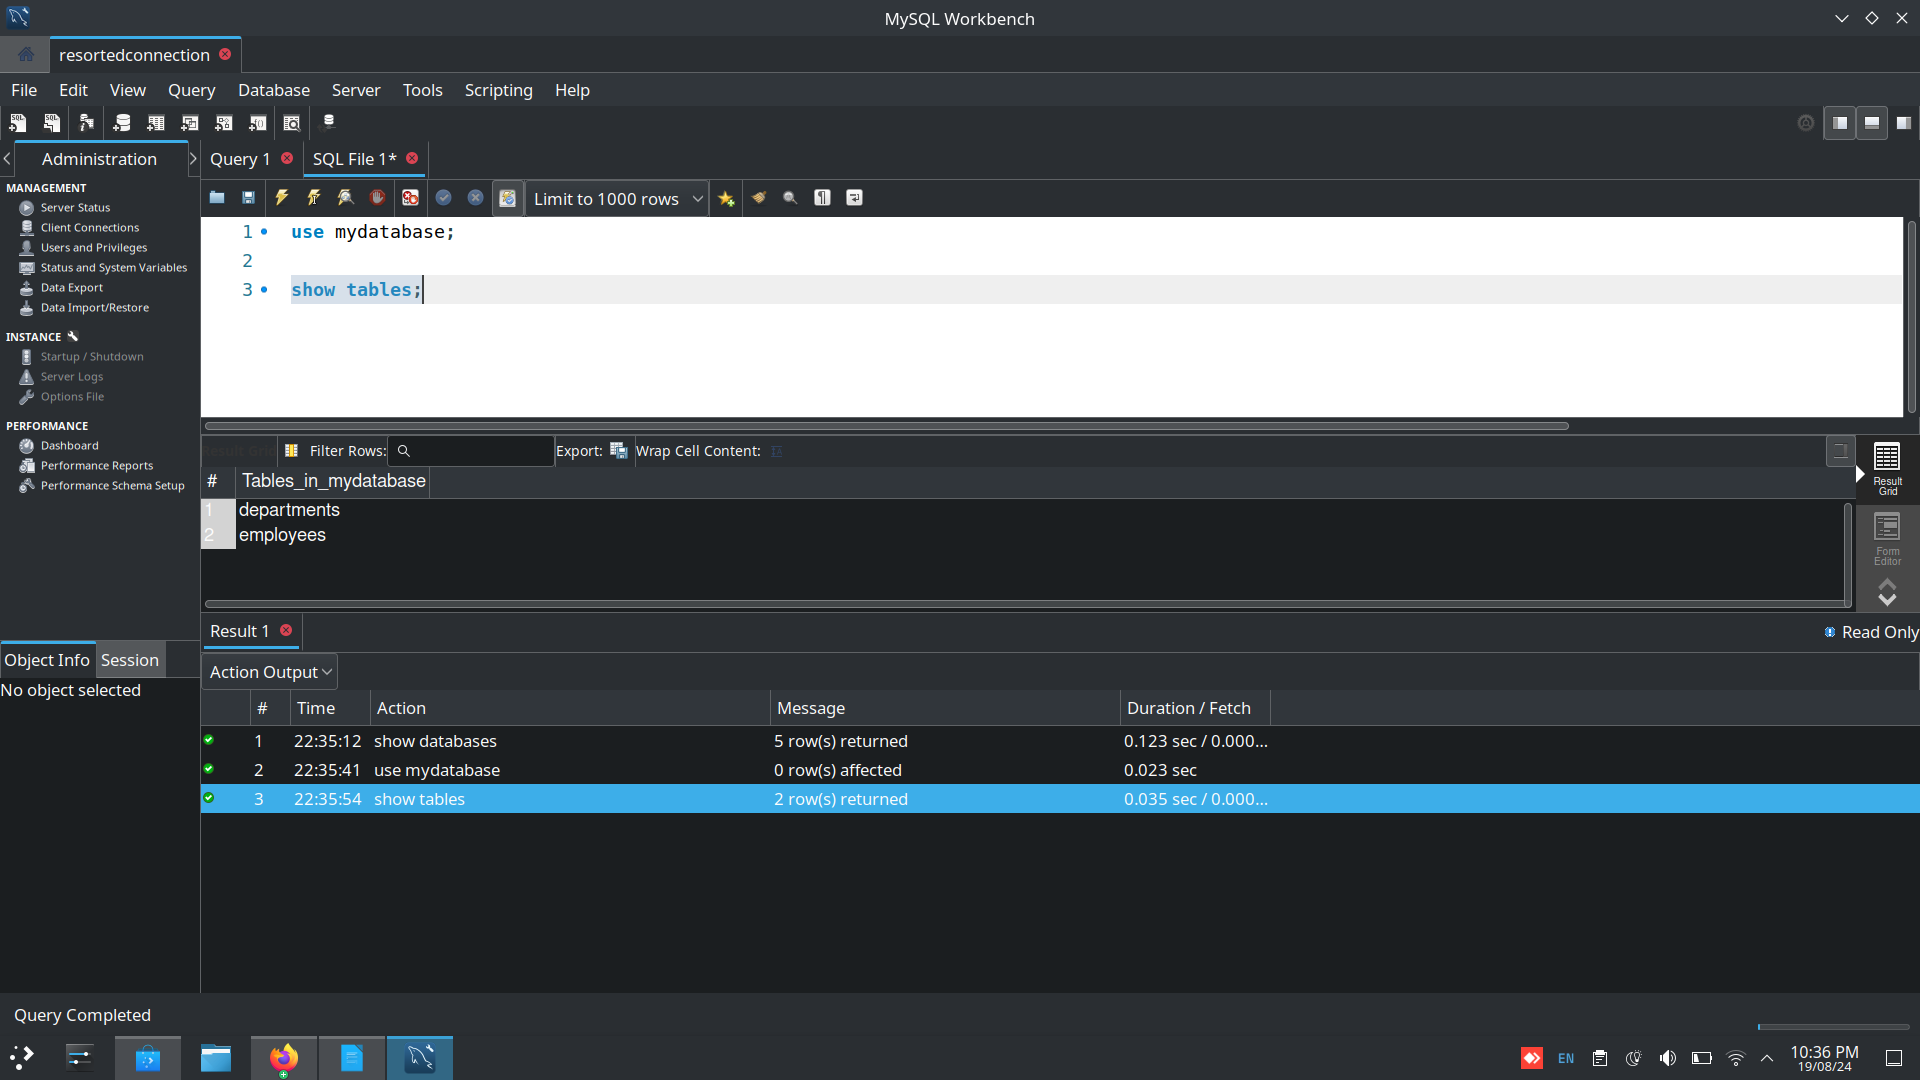 MySQL Workbench
resortedconnection
File Edit View Query Database Server Tools Scripting Help
Administration
Query 1
SQL File 1*
MANAGEMENT
Server Status
Client Connections
Users and Privileges
Status and System Variables
Data Export
Data Import/Restore
INSTANCE
Startup / Shutdown
Server Logs
Options File
PERFORMANCE
Dashboard
Performance Reports
Performance Schema Setup
Limit to 1000 rows
1 use mydatabase;
2
3 show tables;
Result Grid Filter Rows: Export: Wrap Cell Content:
# Tables_in_mydatabase
1 departments
2 employees
Result Grid
Form Editor
Result 1
Read Only
Object Info Session
No object selected
Action Output
# Time Action Message Duration / Fetch
1 22:35:12 show databases 5 row(s) returned 0.123 sec / 0.000...
2 22:35:41 use mydatabase 0 row(s) affected 0.023 sec
3 22:35:54 show tables 2 row(s) returned 0.035 sec / 0.000...
Query Completed
EN
10:36 PM
19/08/24